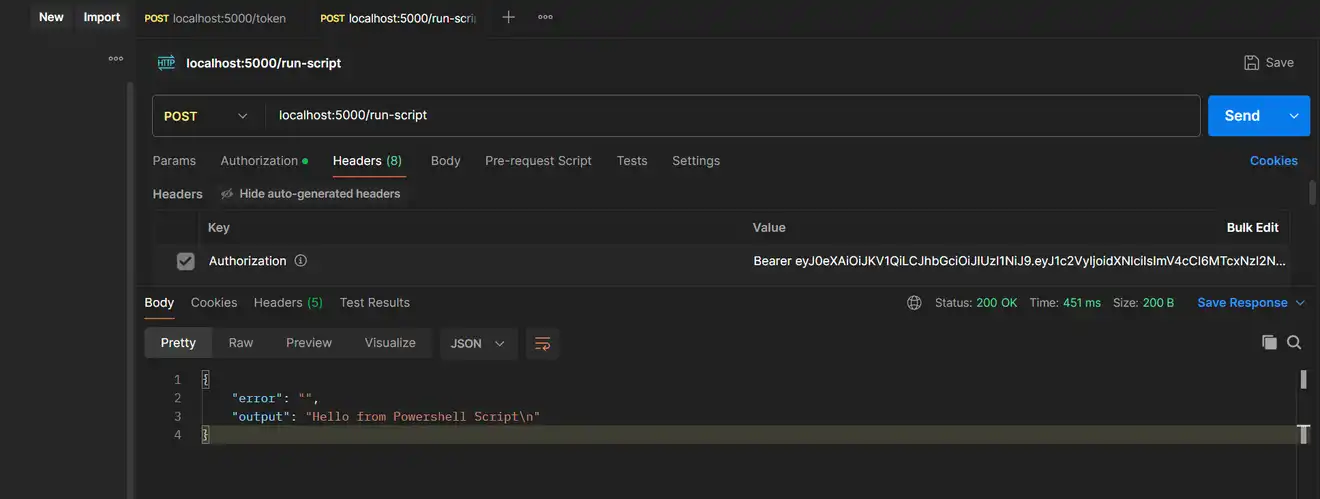 New Import POST localhost:5000/token POST localhost:5000/run-scri
HTTP localhost:5000/run-script Save
POST localhost:5000/run-script Send
Params Authorization Headers (8) Body Pre-request Script Tests Settings Cookies
Headers Hide auto-generated headers
Key Value Bulk Edit
Authorization Bearer eyJ0eXAiOiJKV1QiLCJhbGciOiJIUzI1NiJ9.eyJ1c2VyIjoidXNlciIsImV4cCI6MTcxNzI2N...
Body Cookies Headers (5) Test Results Status: 200 OK Time: 451 ms Size: 200 B Save Response
Pretty Raw Preview Visualize JSON
1 {
2 "error": "",
3 "output": "Hello from Powershell Script\n"
4 }